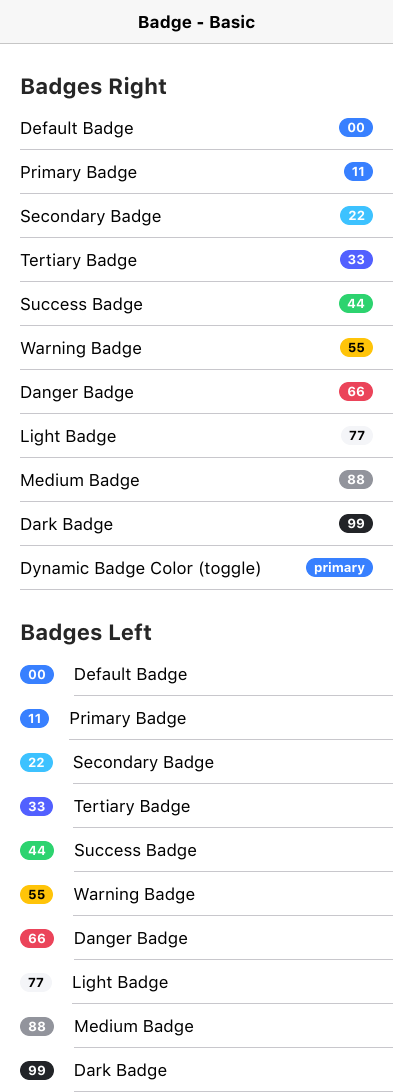 Badge - Basic
Badges Right
Default Badge 00
Primary Badge 11
Secondary Badge 22
Tertiary Badge 33
Success Badge 44
Warning Badge 55
Danger Badge 66
Light Badge 77
Medium Badge 88
Dark Badge 99
Dynamic Badge Color (toggle) primary
Badges Left
00 Default Badge
11 Primary Badge
22 Secondary Badge
33 Tertiary Badge
44 Success Badge
55 Warning Badge
66 Danger Badge
77 Light Badge
88 Medium Badge
99 Dark Badge